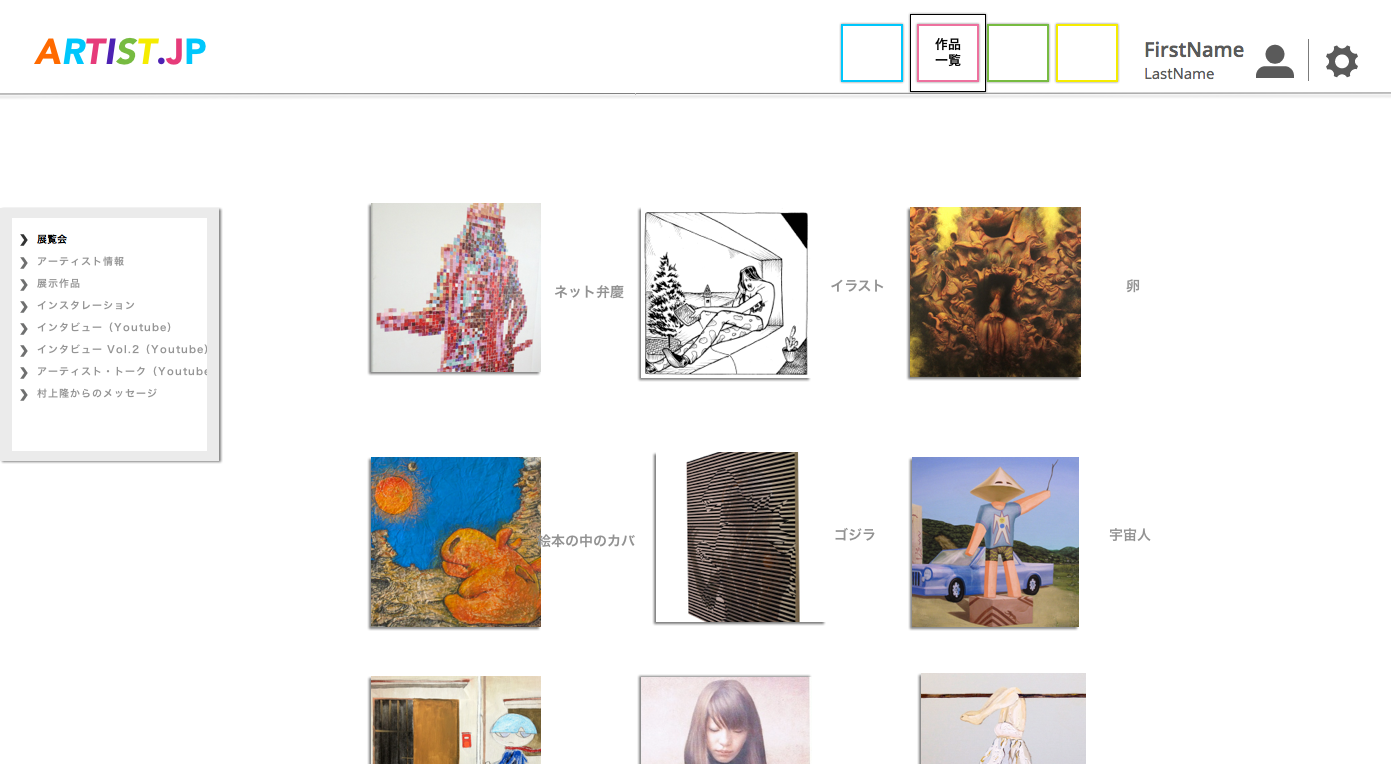 ARTIST.JP
作品
一覧
FirstName
LastName
展覧会
アーティスト情報
展示作品
インスタレーション
インタビュー（Youtube）
インタビュー Vol.2（Youtube）
アーティスト・トーク（Youtube
村上隆からのメッセージ
ネット弁慶
イラスト
卵
絵本の中のカバ
ゴジラ
宇宙人